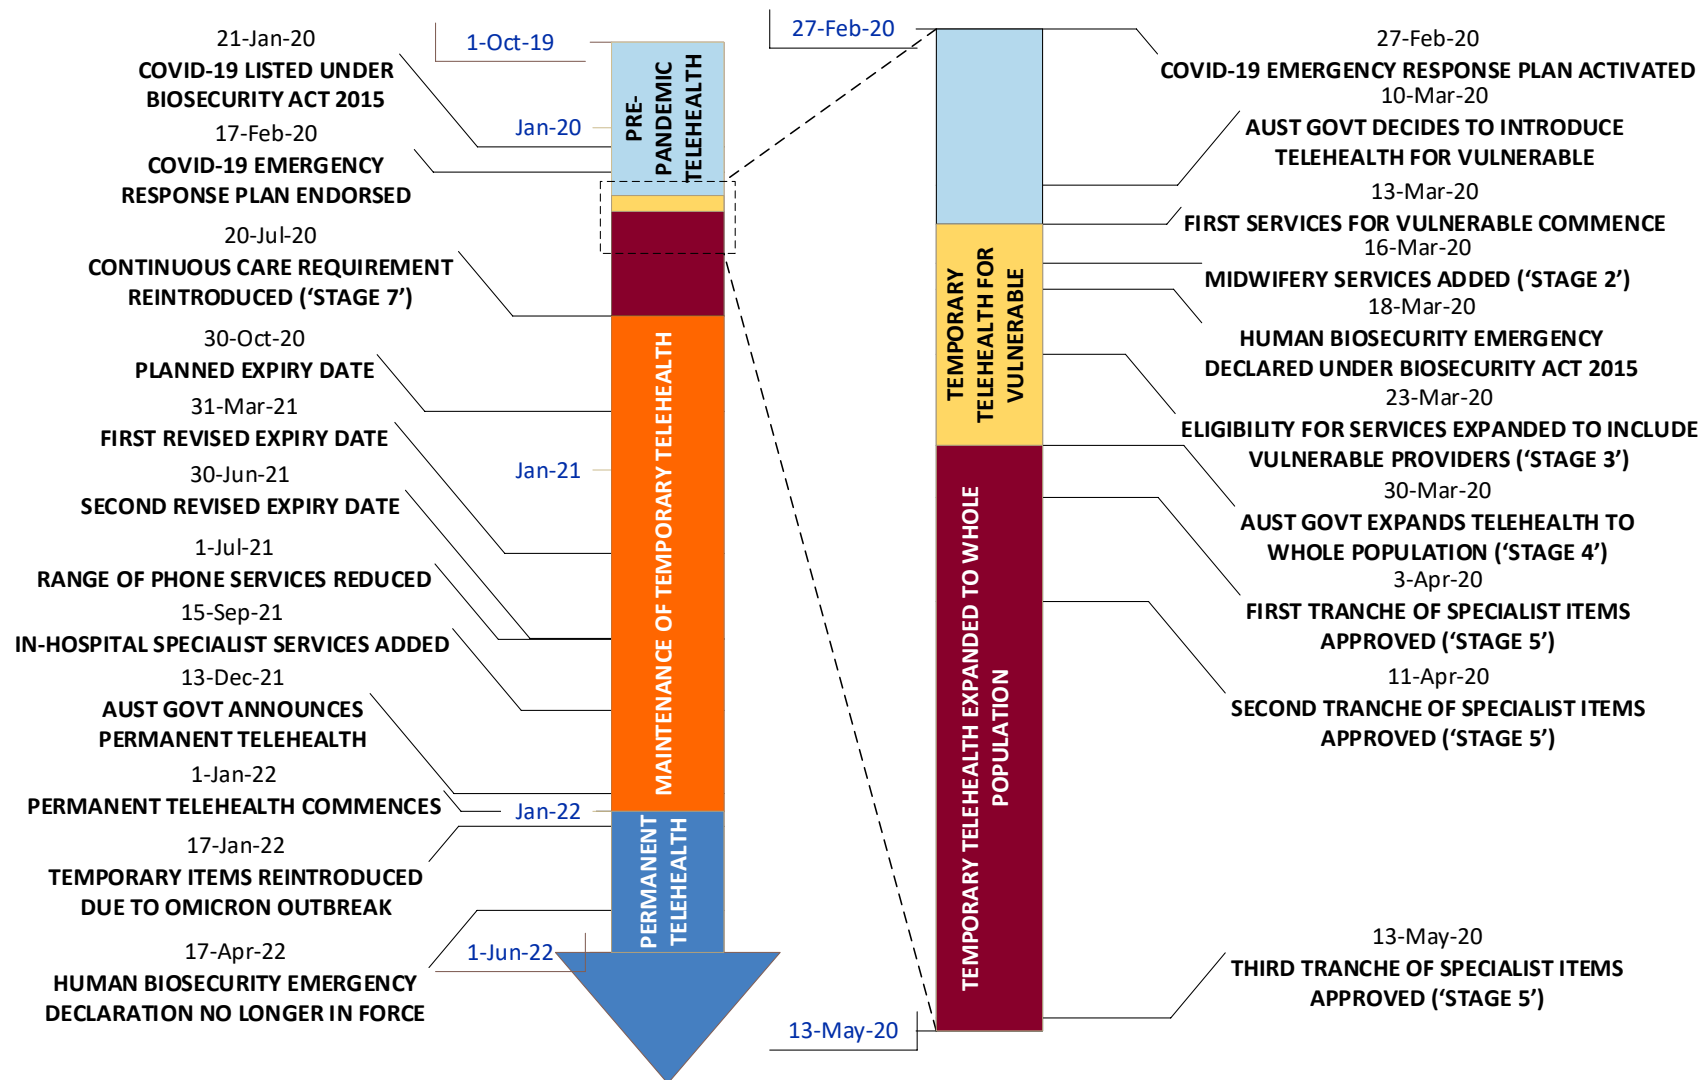 21-Jan-20
COVID-19 LISTED UNDER
BIOSECURITY ACT 2015
17-Feb-20
COVID-19 EMERGENCY
RESPONSE PLAN ENDORSED
20-Jul-20
CONTINUOUS CARE REQUIREMENT
REINTRODUCED (‘STAGE 7’)
30-Oct-20
PLANNED EXPIRY DATE
31-Mar-21
FIRST REVISED EXPIRY DATE
30-Jun-21
SECOND REVISED EXPIRY DATE
1-Jul-21
RANGE OF PHONE SERVICES REDUCED
15-Sep-21
IN-HOSPITAL SPECIALIST SERVICES ADDED
13-Dec-21
AUST GOVT ANNOUNCES
PERMANENT TELEHEALTH
1-Jan-22
PERMANENT TELEHEALTH COMMENCES
17-Jan-22
TEMPORARY ITEMS REINTRODUCED
DUE TO OMICRON OUTBREAK
17-Apr-22
HUMAN BIOSECURITY EMERGENCY
DECLARATION NO LONGER IN FORCE
1-Oct-19
Jan-20
Jan-21
Jan-22
1-Jun-22
PRE-
PANDEMIC
TELEHEALTH
MAINTENANCE OF TEMPORARY TELEHEALTH
PERMANENT
TELEHEALTH
27-Feb-20
13-May-20
TEMPORARY
TELEHEALTH FOR
VULNERABLE
TEMPORARY TELEHEALTH EXPANDED TO WHOLE
POPULATION
27-Feb-20
COVID-19 EMERGENCY RESPONSE PLAN ACTIVATED
10-Mar-20
AUST GOVT DECIDES TO INTRODUCE
TELEHEALTH FOR VULNERABLE
13-Mar-20
FIRST SERVICES FOR VULNERABLE COMMENCE
16-Mar-20
MIDWIFERY SERVICES ADDED (‘STAGE 2’)
18-Mar-20
HUMAN BIOSECURITY EMERGENCY
DECLARED UNDER BIOSECURITY ACT 2015
23-Mar-20
ELIGIBILITY FOR SERVICES EXPANDED TO INCLUDE
VULNERABLE PROVIDERS (‘STAGE 3’)
30-Mar-20
AUST GOVT EXPANDS TELEHEALTH TO
WHOLE POPULATION (‘STAGE 4’)
3-Apr-20
FIRST TRANCHE OF SPECIALIST ITEMS
APPROVED (‘STAGE 5’)
11-Apr-20
SECOND TRANCHE OF SPECIALIST ITEMS
APPROVED (‘STAGE 5’)
13-May-20
THIRD TRANCHE OF SPECIALIST ITEMS
APPROVED (‘STAGE 5’)